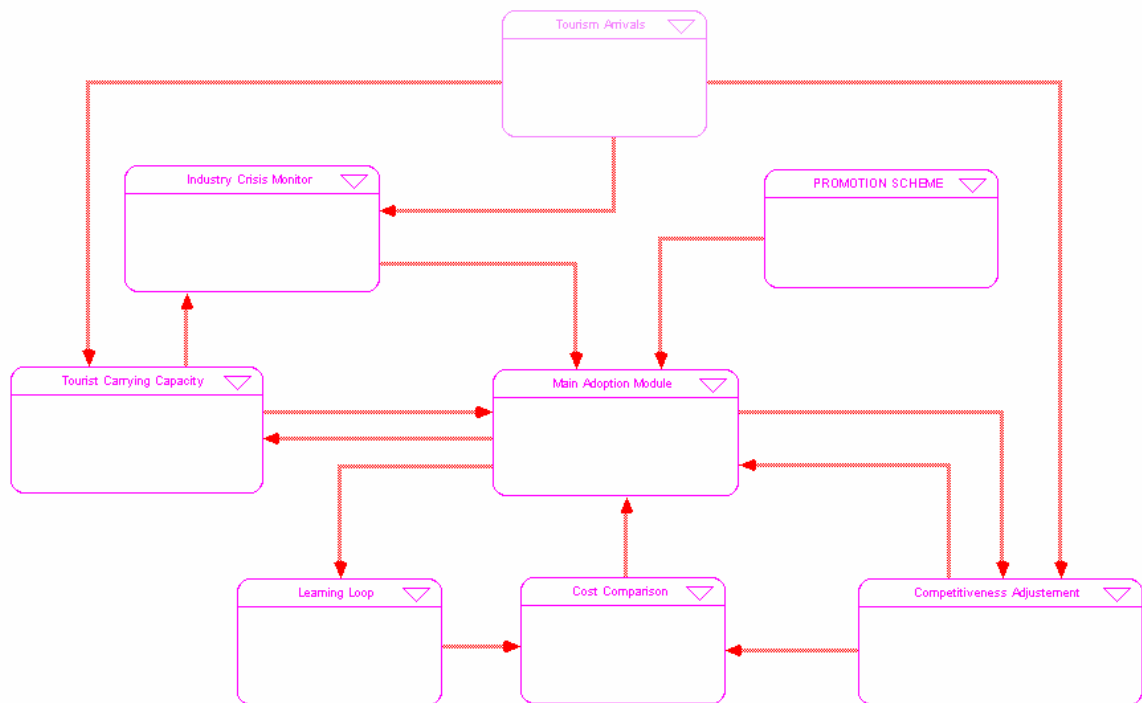 Tourism Arrivals
Industry Crisis Monitor
PROMOTION SCHEME
Tourist Carrying Capacity
Main Adoption Module
Learning Loop
Cost Comparison
Competitiveness Adjustement